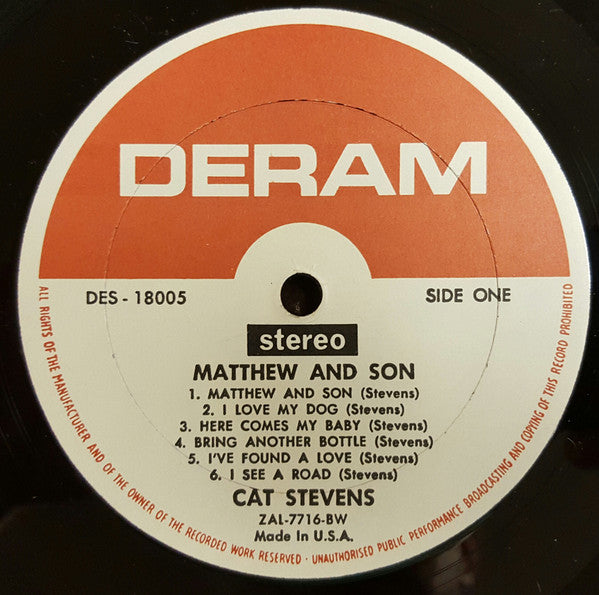 DERAM
DES - 18005
SIDE ONE
stereo
MATTHEW AND SON
1. MATTHEW AND SON (Stevens)
2. I LOVE MY DOG (Stevens)
3. HERE COMES MY BABY (Stevens)
4. BRING ANOTHER BOTTLE (Stevens)
5. I'VE FOUND A LOVE (Stevens)
6. I SEE A ROAD (Stevens)
CAT STEVENS
ZAL-7716-BW
Made In U.S.A.
ALL RIGHTS OF THE MANUFACTURER AND OF THE OWNER OF THE RECORDED WORK RESERVED · UNAUTHORISED PUBLIC PERFORMANCE BROADCASTING AND COPYING OF THIS RECORD PROHIBITED